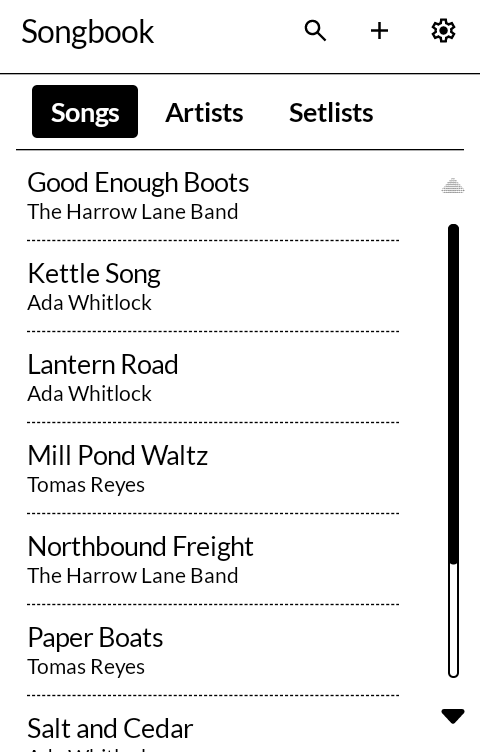 Songbook
Songs Artists Setlists
Good Enough Boots
The Harrow Lane Band
Kettle Song
Ada Whitlock
Lantern Road
Ada Whitlock
Mill Pond Waltz
Tomas Reyes
Northbound Freight
The Harrow Lane Band
Paper Boats
Tomas Reyes
Salt and Cedar